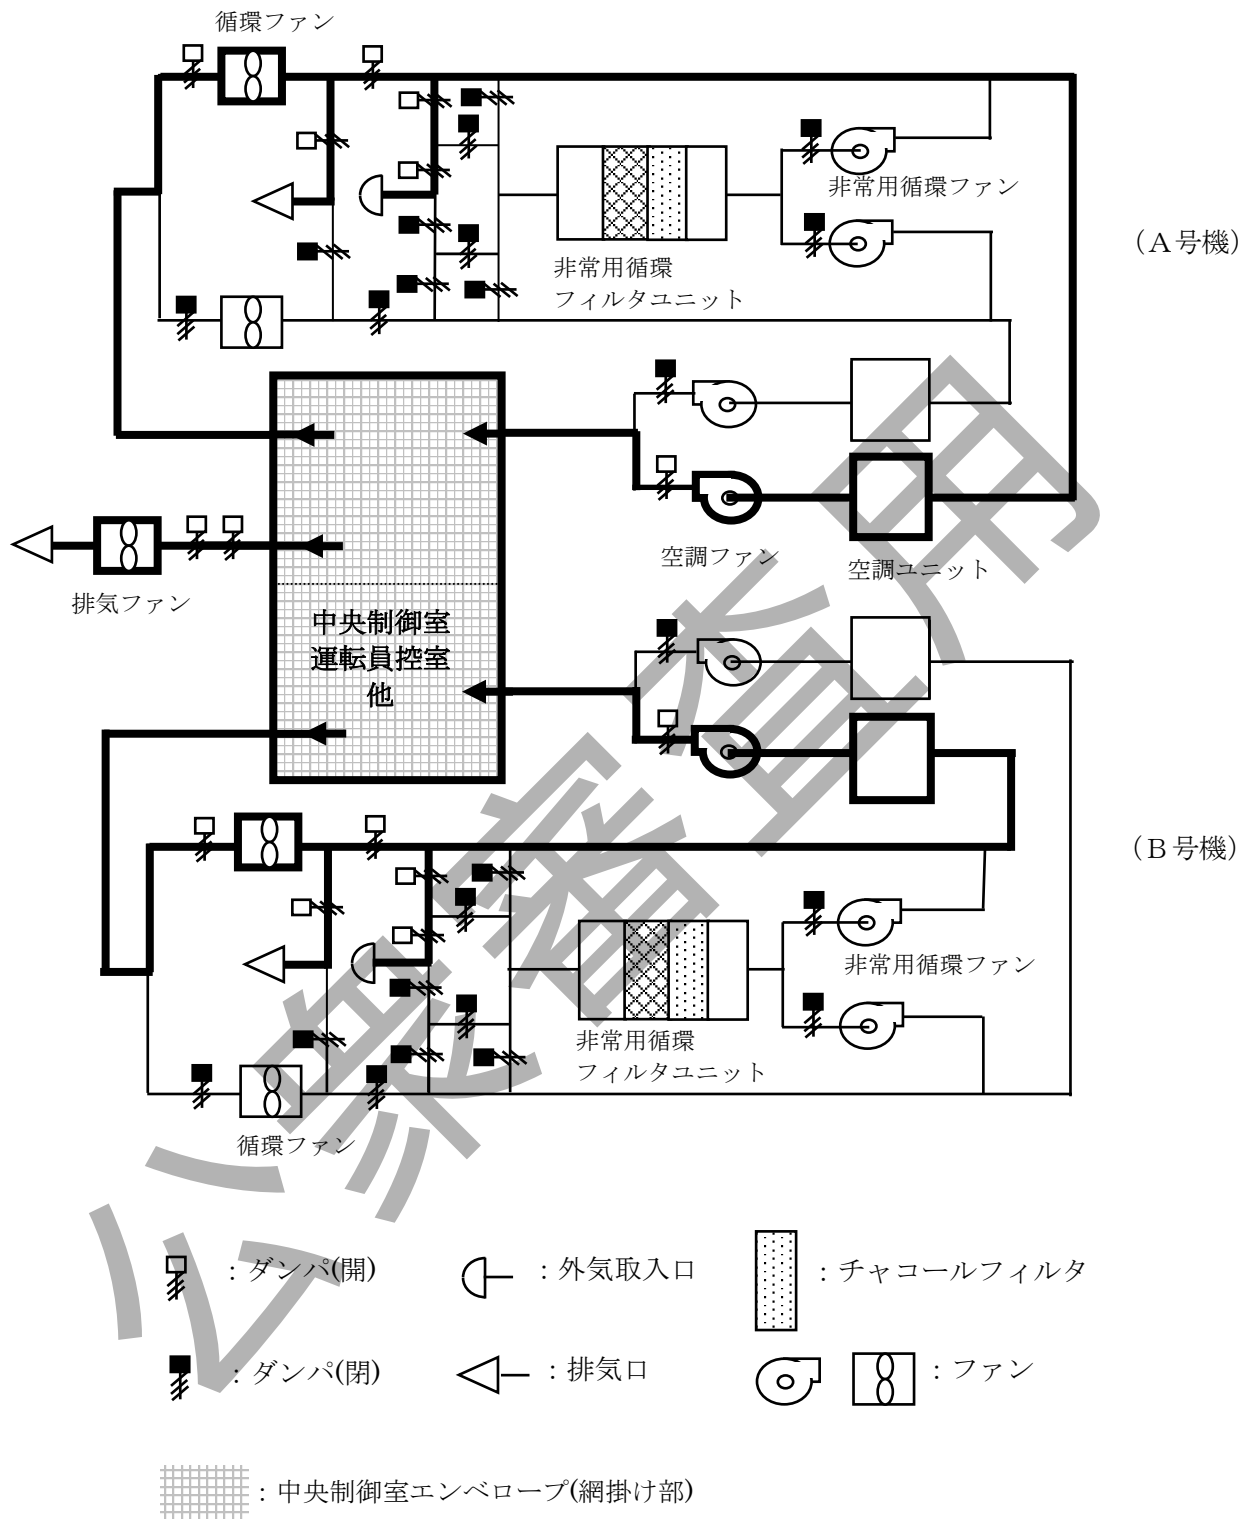 循環ファン
非常用循環ファン
（A号機）
非常用循環
フィルタユニット
空調ファン
空調ユニット
排気ファン
中央制御室
運転員控室
他
（B号機）
非常用循環ファン
非常用循環
フィルタユニット
循環ファン
：ダンパ(開)
：外気取入口
：チャコールフィルタ
：ダンパ(閉)
：排気口
：ファン
：中央制御室エンベロープ(網掛け部)
公衆審査用